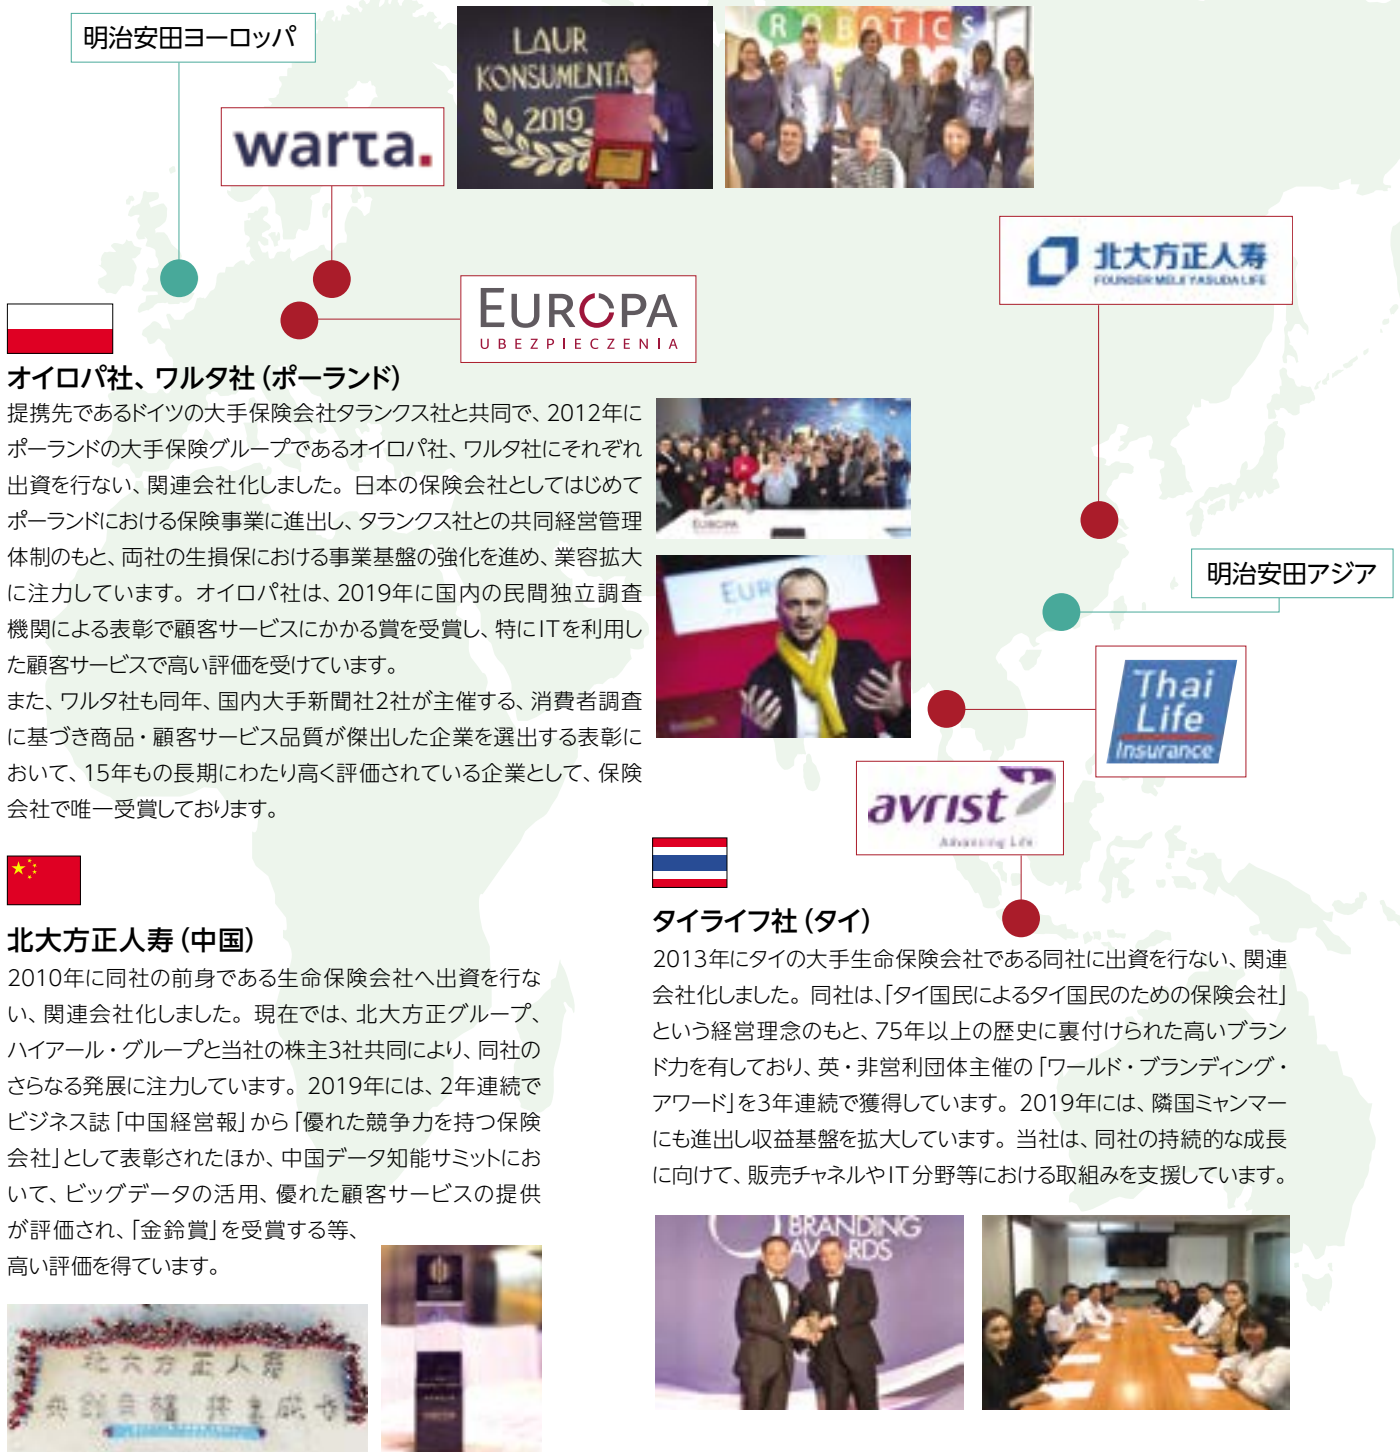 明治安田ヨーロッパ
LAUR
KONSUMENTA
2019
ROBOTICS
warta.
北大方正人寿
FOUNDER MEIJI YASUDA LIFE
EUROPA
UBEZPIECZENIA
オイロパ社、ワルタ社（ポーランド）
提携先であるドイツの大手保険会社タランクス社と共同で、2012年に
ポーランドの大手保険グループであるオイロパ社、ワルタ社にそれぞれ
出資を行ない、関連会社化しました。日本の保険会社としてはじめて
ポーランドにおける保険事業に進出し、タランクス社との共同経営管理
体制のもと、両社の生損保における事業基盤の強化を進め、業容拡大
に注力しています。オイロパ社は、2019年に国内の民間独立調査
機関による表彰で顧客サービスにかかる賞を受賞し、特にITを利用し
た顧客サービスで高い評価を受けています。
また、ワルタ社も同年、国内大手新聞社2社が主催する、消費者調査
に基づき商品・顧客サービス品質が傑出した企業を選出する表彰に
おいて、15年もの長期にわたり高く評価されている企業として、保険
会社で唯一受賞しております。
EUROPA
EURO
明治安田アジア
Thai
Life
Insurance
avrist
Advancing Life
北大方正人寿（中国）
2010年に同社の前身である生命保険会社へ出資を行な
い、関連会社化しました。現在では、北大方正グループ、
ハイアール・グループと当社の株主3社共同により、同社の
さらなる発展に注力しています。2019年には、2年連続で
ビジネス誌「中国経営報」から「優れた競争力を持つ保険
会社」として表彰されたほか、中国データ知能サミットにお
いて、ビッグデータの活用、優れた顧客サービスの提供
が評価され、「金鈴賞」を受賞する等、
高い評価を得ています。
北大方正人寿
タイライフ社（タイ）
2013年にタイの大手生命保険会社である同社に出資を行ない、関連
会社化しました。同社は、「タイ国民によるタイ国民のための保険会社」
という経営理念のもと、75年以上の歴史に裏付けられた高いブラン
ド力を有しており、英・非営利団体主催の「ワールド・ブランディング・
アワード」を3年連続で獲得しています。2019年には、隣国ミャンマー
にも進出し収益基盤を拡大しています。当社は、同社の持続的な成長
に向けて、販売チャネルやIT分野等における取組みを支援しています。
BRANDING
AWARDS